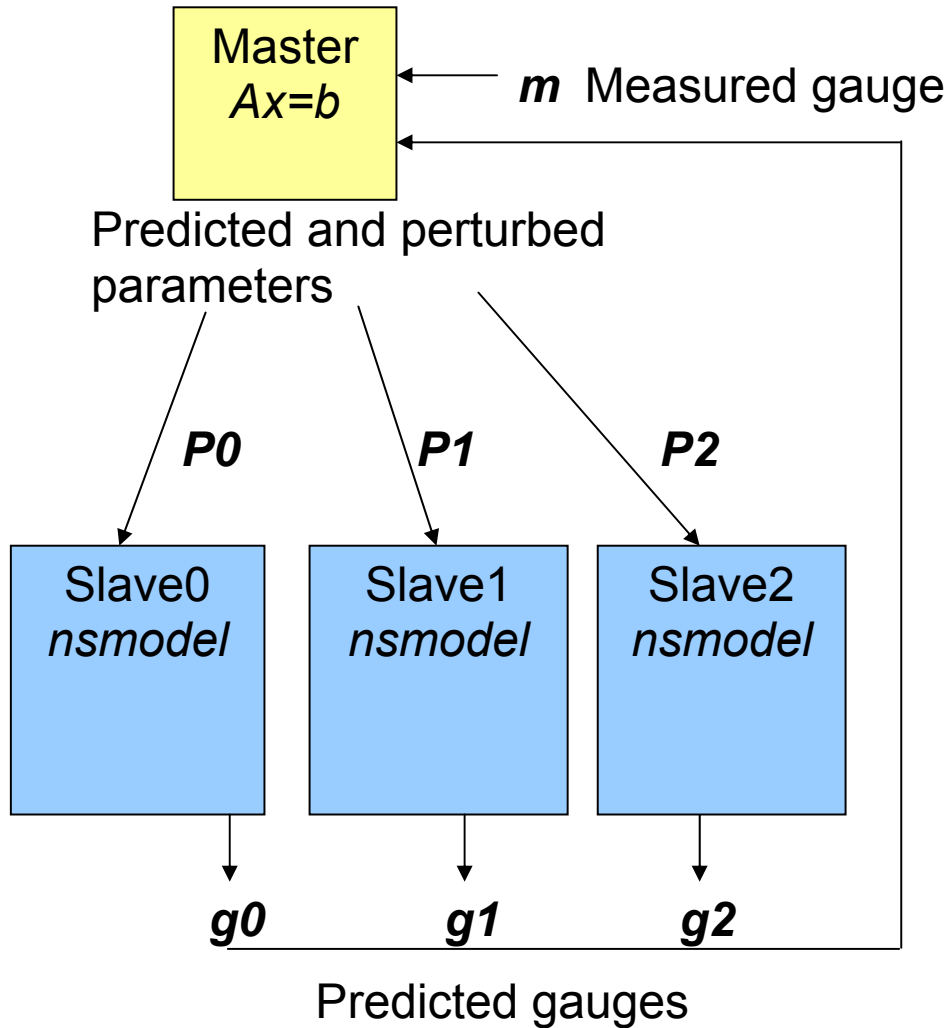 Master
Ax=b
m Measured gauge
Predicted and perturbed
parameters
P0
P1
P2
Slave0
nsmodel
Slave1
nsmodel
Slave2
nsmodel
g0
g1
g2
Predicted gauges